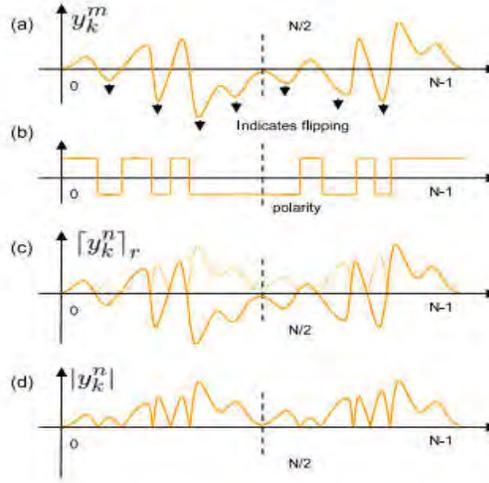 (a) y_k^m N/2
0 N-1
Indicates flipping
(b)
0 N-1
polarity
(c) ⌈y_k^n⌉_r
0 N-1
N/2
(d) |y_k^n|
0 N-1
N/2